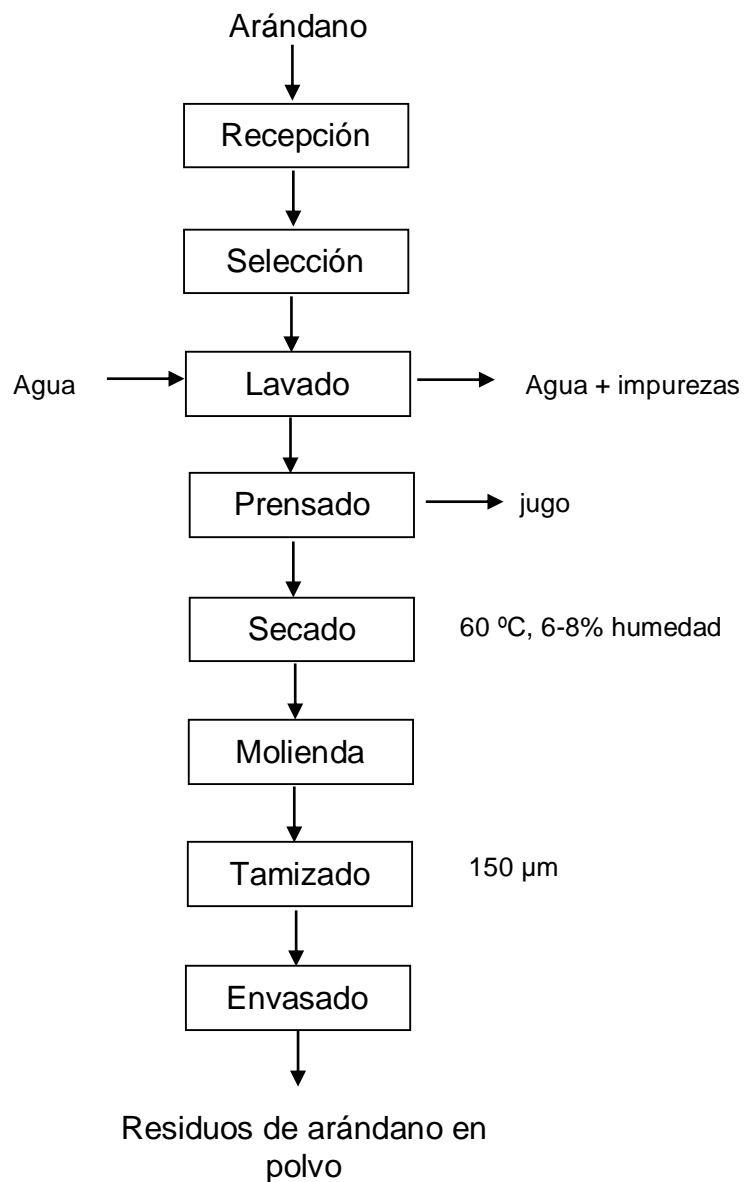 Arándano
Recepción
Selección
Agua
Lavado
Agua + impurezas
Prensado
jugo
Secado
60 ºC, 6-8% humedad
Molienda
Tamizado
150 µm
Envasado
Residuos de arándano en
polvo